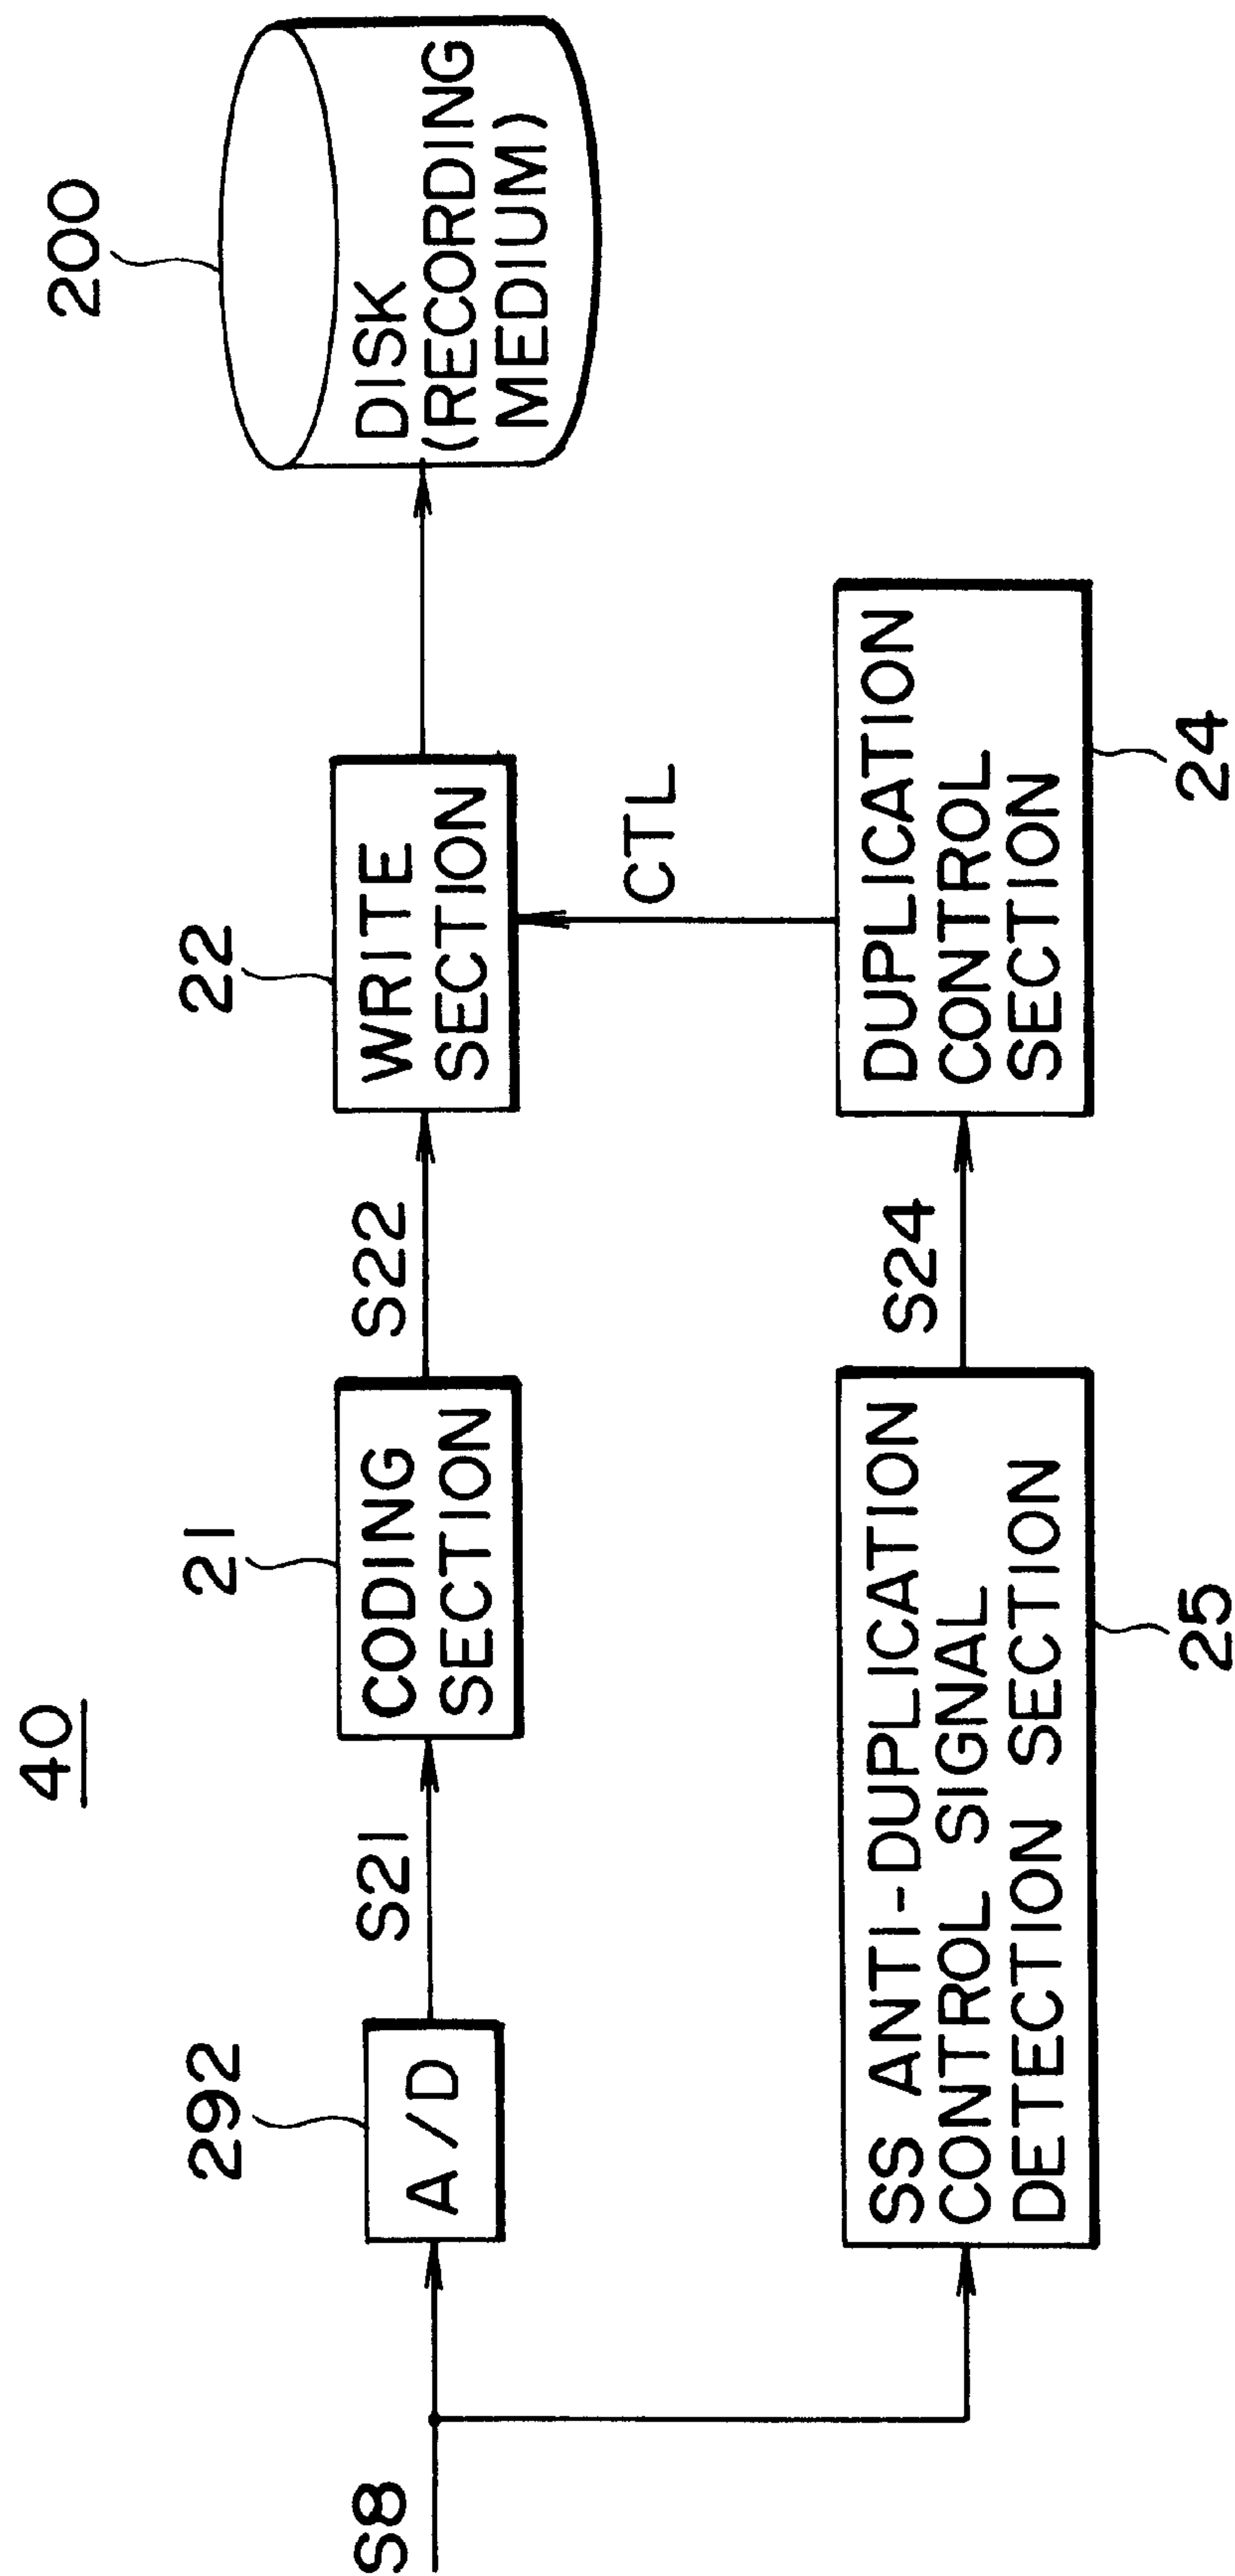 40
S8
292
A/D
S21
21
CODING
SECTION
S22
22
WRITE
SECTION
200
DISK
(RECORDING
MEDIUM)
CTL
SS ANTI-DUPLICATION
CONTROL SIGNAL
DETECTION SECTION
25
S24
DUPLICATION
CONTROL
SECTION
24